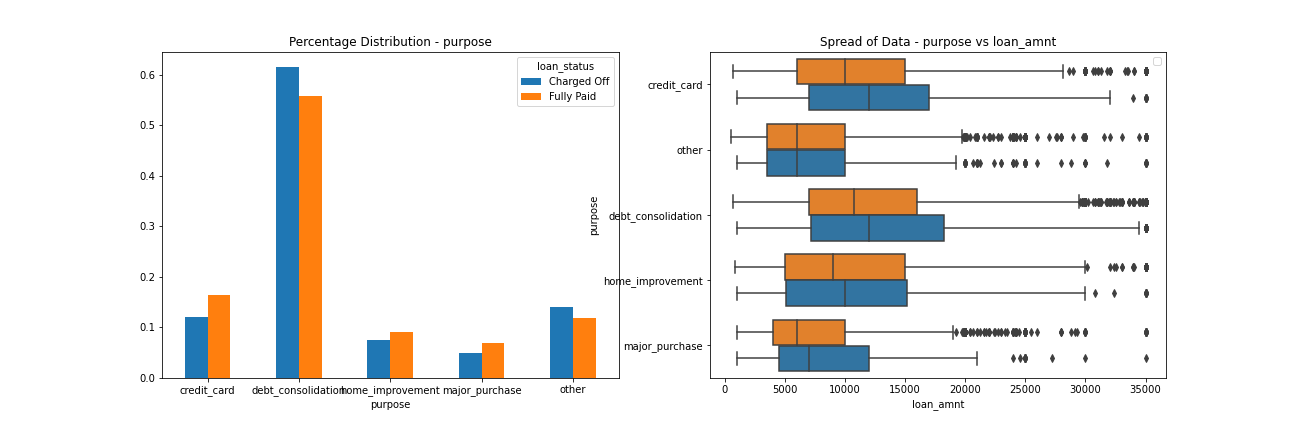 Percentage Distribution - purpose
loan_status
Charged Off
Fully Paid
0.6
0.5
0.4
0.3
0.2
0.1
0.0
credit_card
debt_consolidation
home_improvement
major_purchase
other
purpose
Spread of Data - purpose vs loan_amnt
purpose
credit_card
other
debt_consolidation
home_improvement
major_purchase
0
5000
10000
15000
20000
25000
30000
35000
loan_amnt